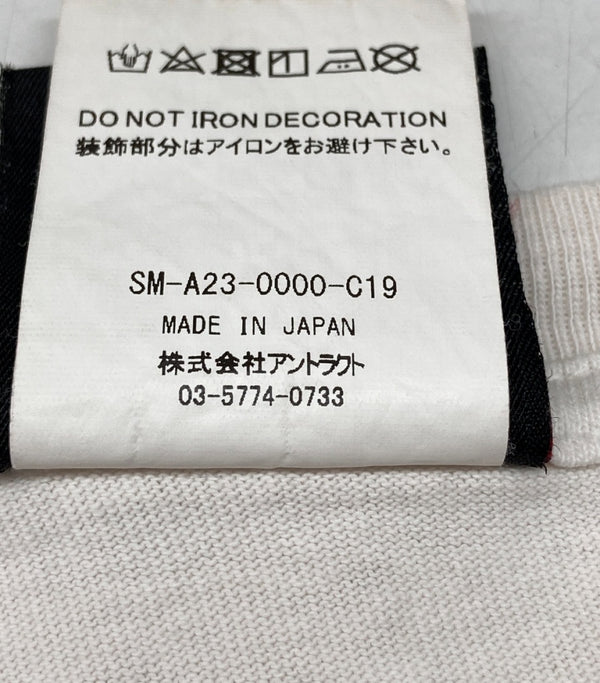 DO NOT IRON DECORATION
装飾部分はアイロンをお避け下さい。
SM-A23-0000-C19
MADE IN JAPAN
株式会社アントラクト
03-5774-0733